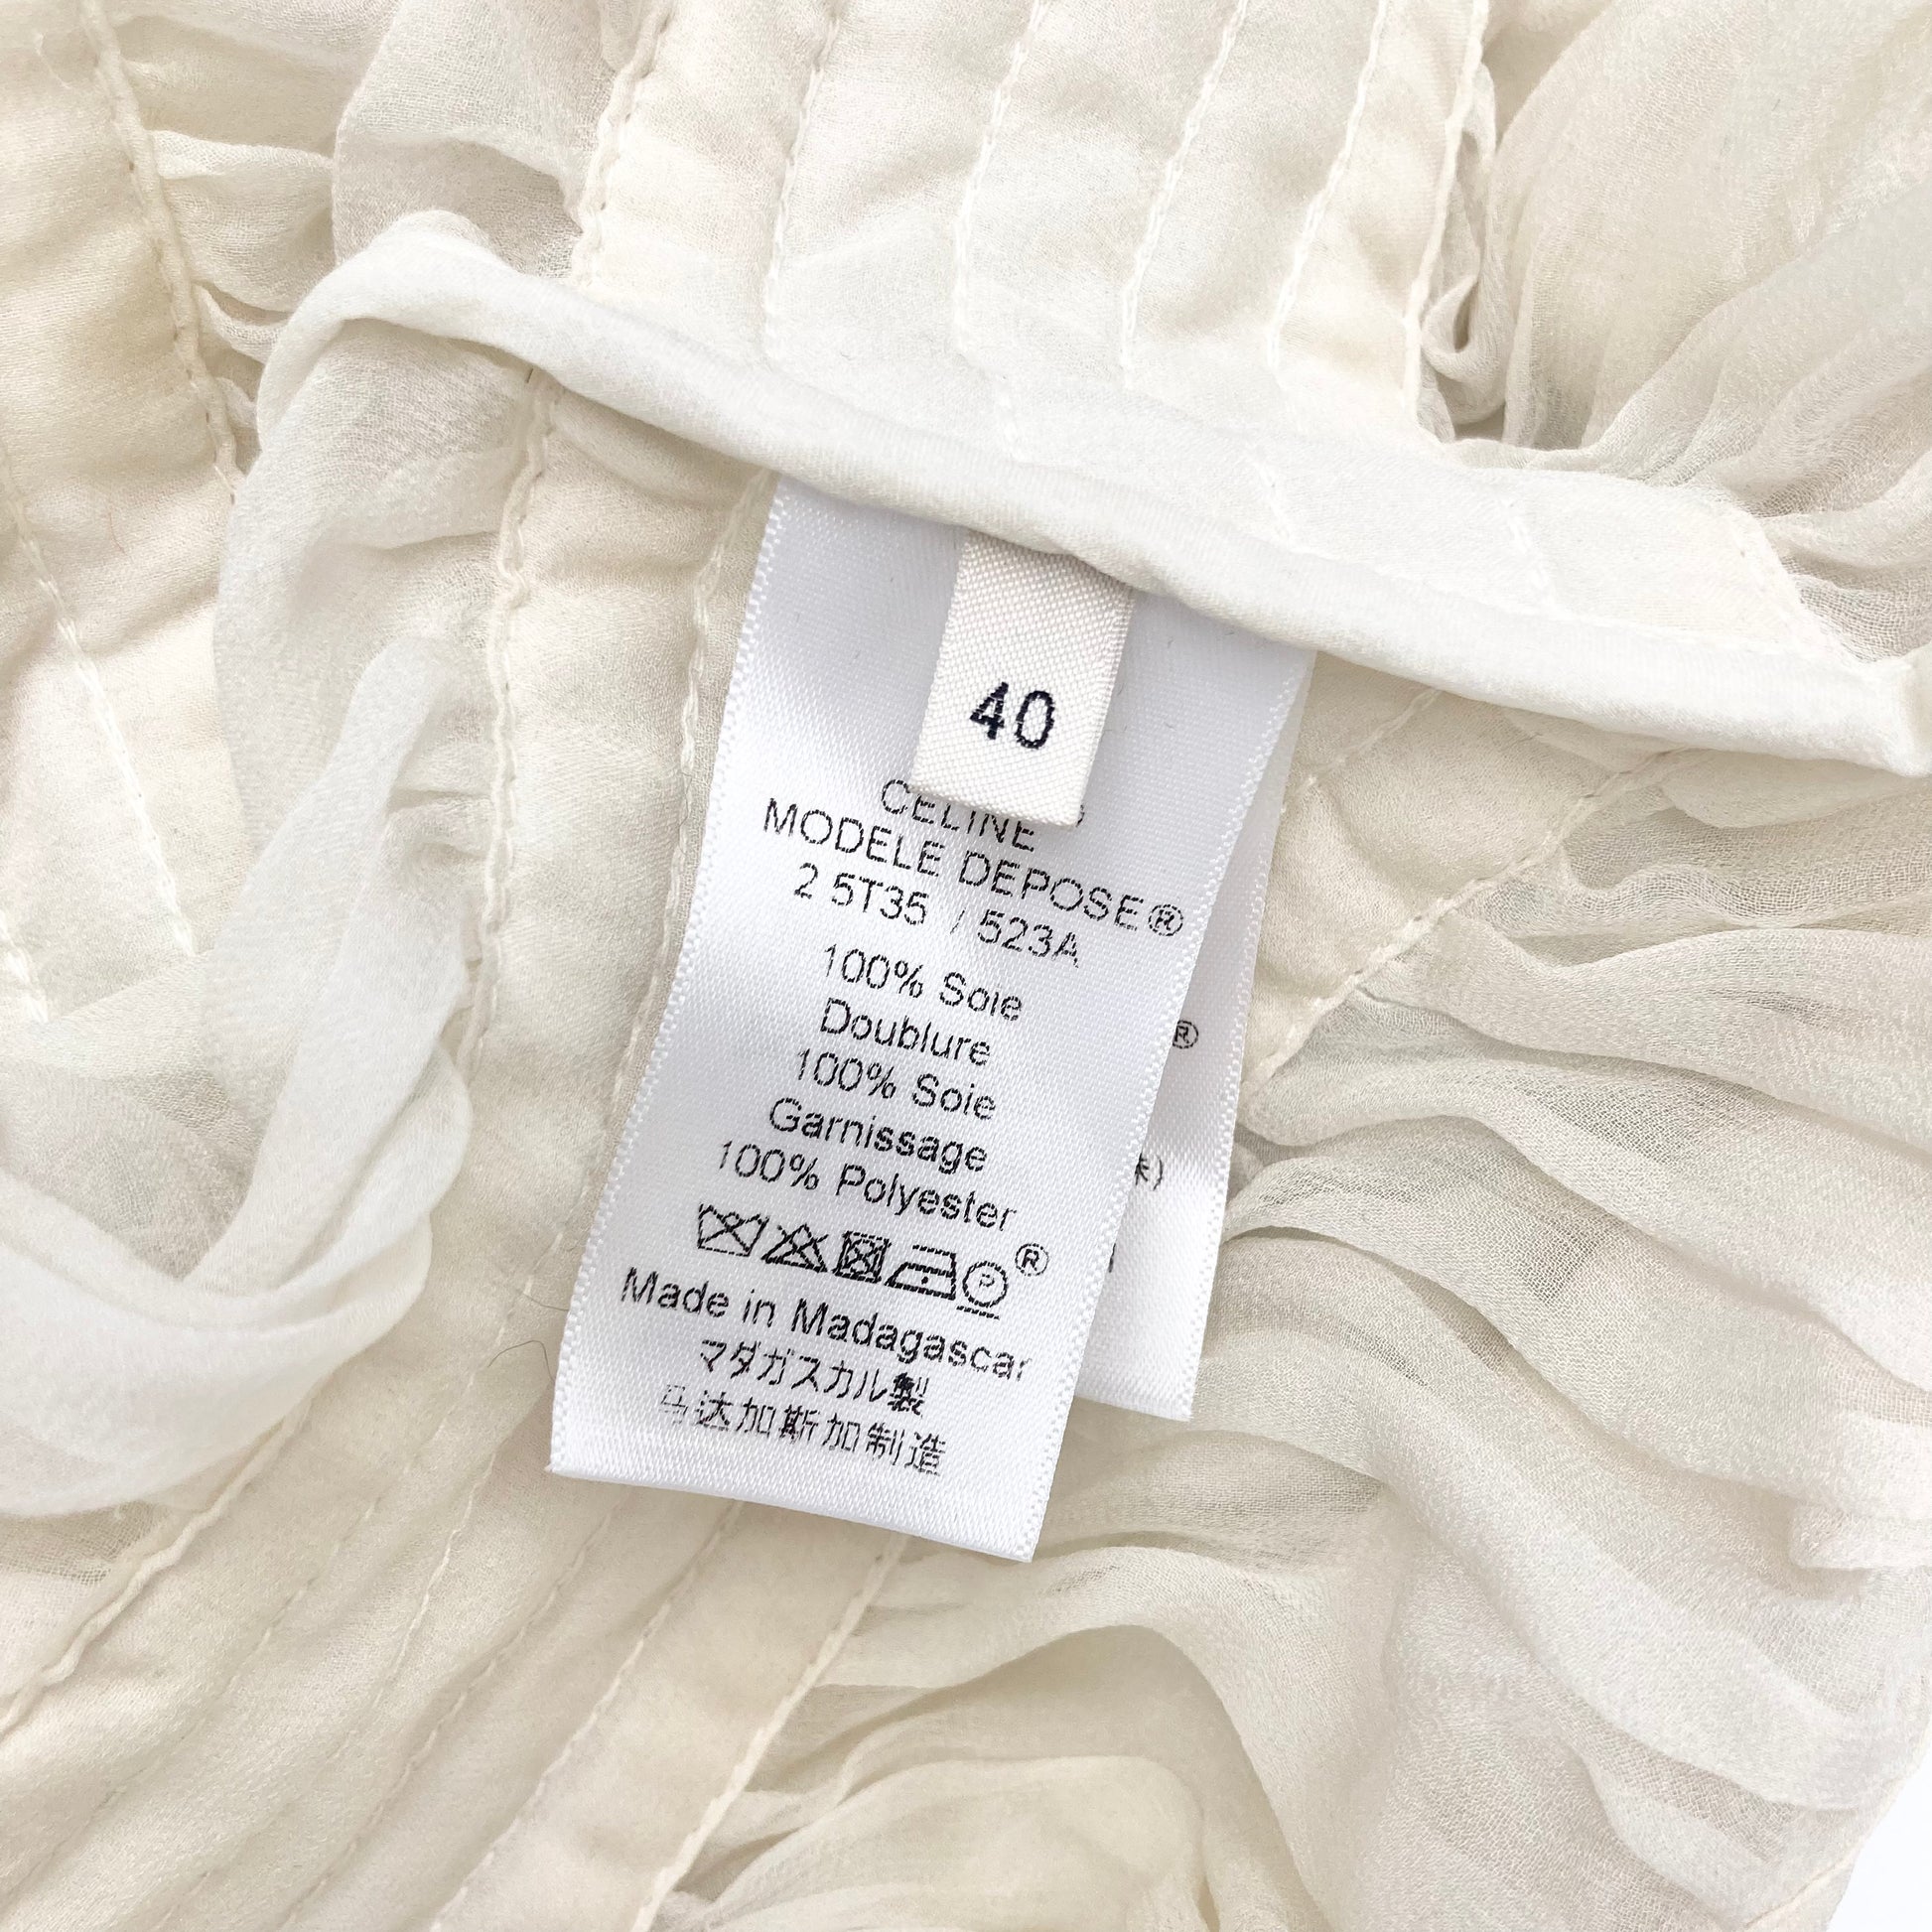 40
CELINE
MODELE DEPOSE®
2 5T35 / 523A
100% Soie
Doublure
100% Soie
Garnissage
100% Polyester
P ®
Made in Madagascar
マダガスカル製
马达加斯加制造
®